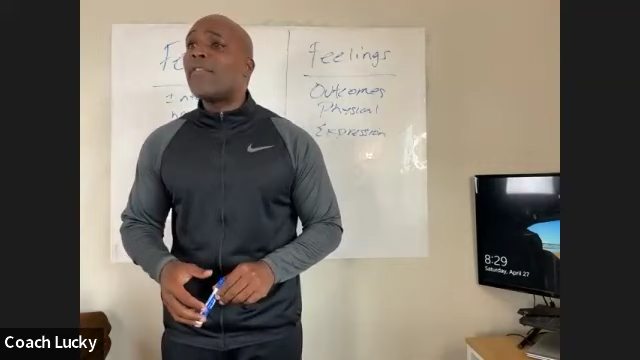 Feelings
Outcomes
Physical
Expression
8:29
Saturday, April 27
Coach Lucky